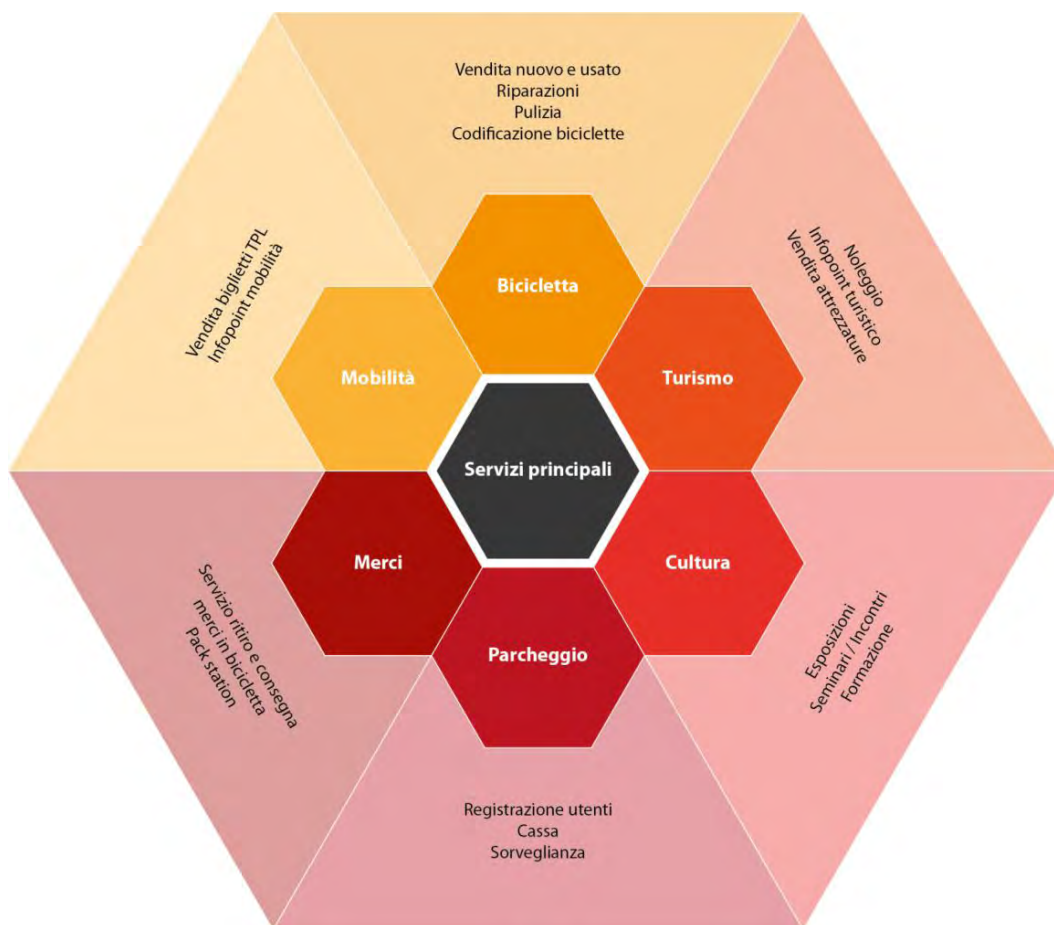 Vendita nuovo e usato
Riparazioni
Pulizia
Codificazione biciclette
Bicicletta
Vendita biglietti TPL
Infopoint mobilità
Mobilità
Noleggio
Infopoint turistico
Vendita attrezzature
Turismo
Servizi principali
Merci
Servizio ritiro e consegna
merci in bicicletta
Pack station
Cultura
Esposizioni
Seminari / Incontri
Formazione
Parcheggio
Registrazione utenti
Cassa
Sorveglianza